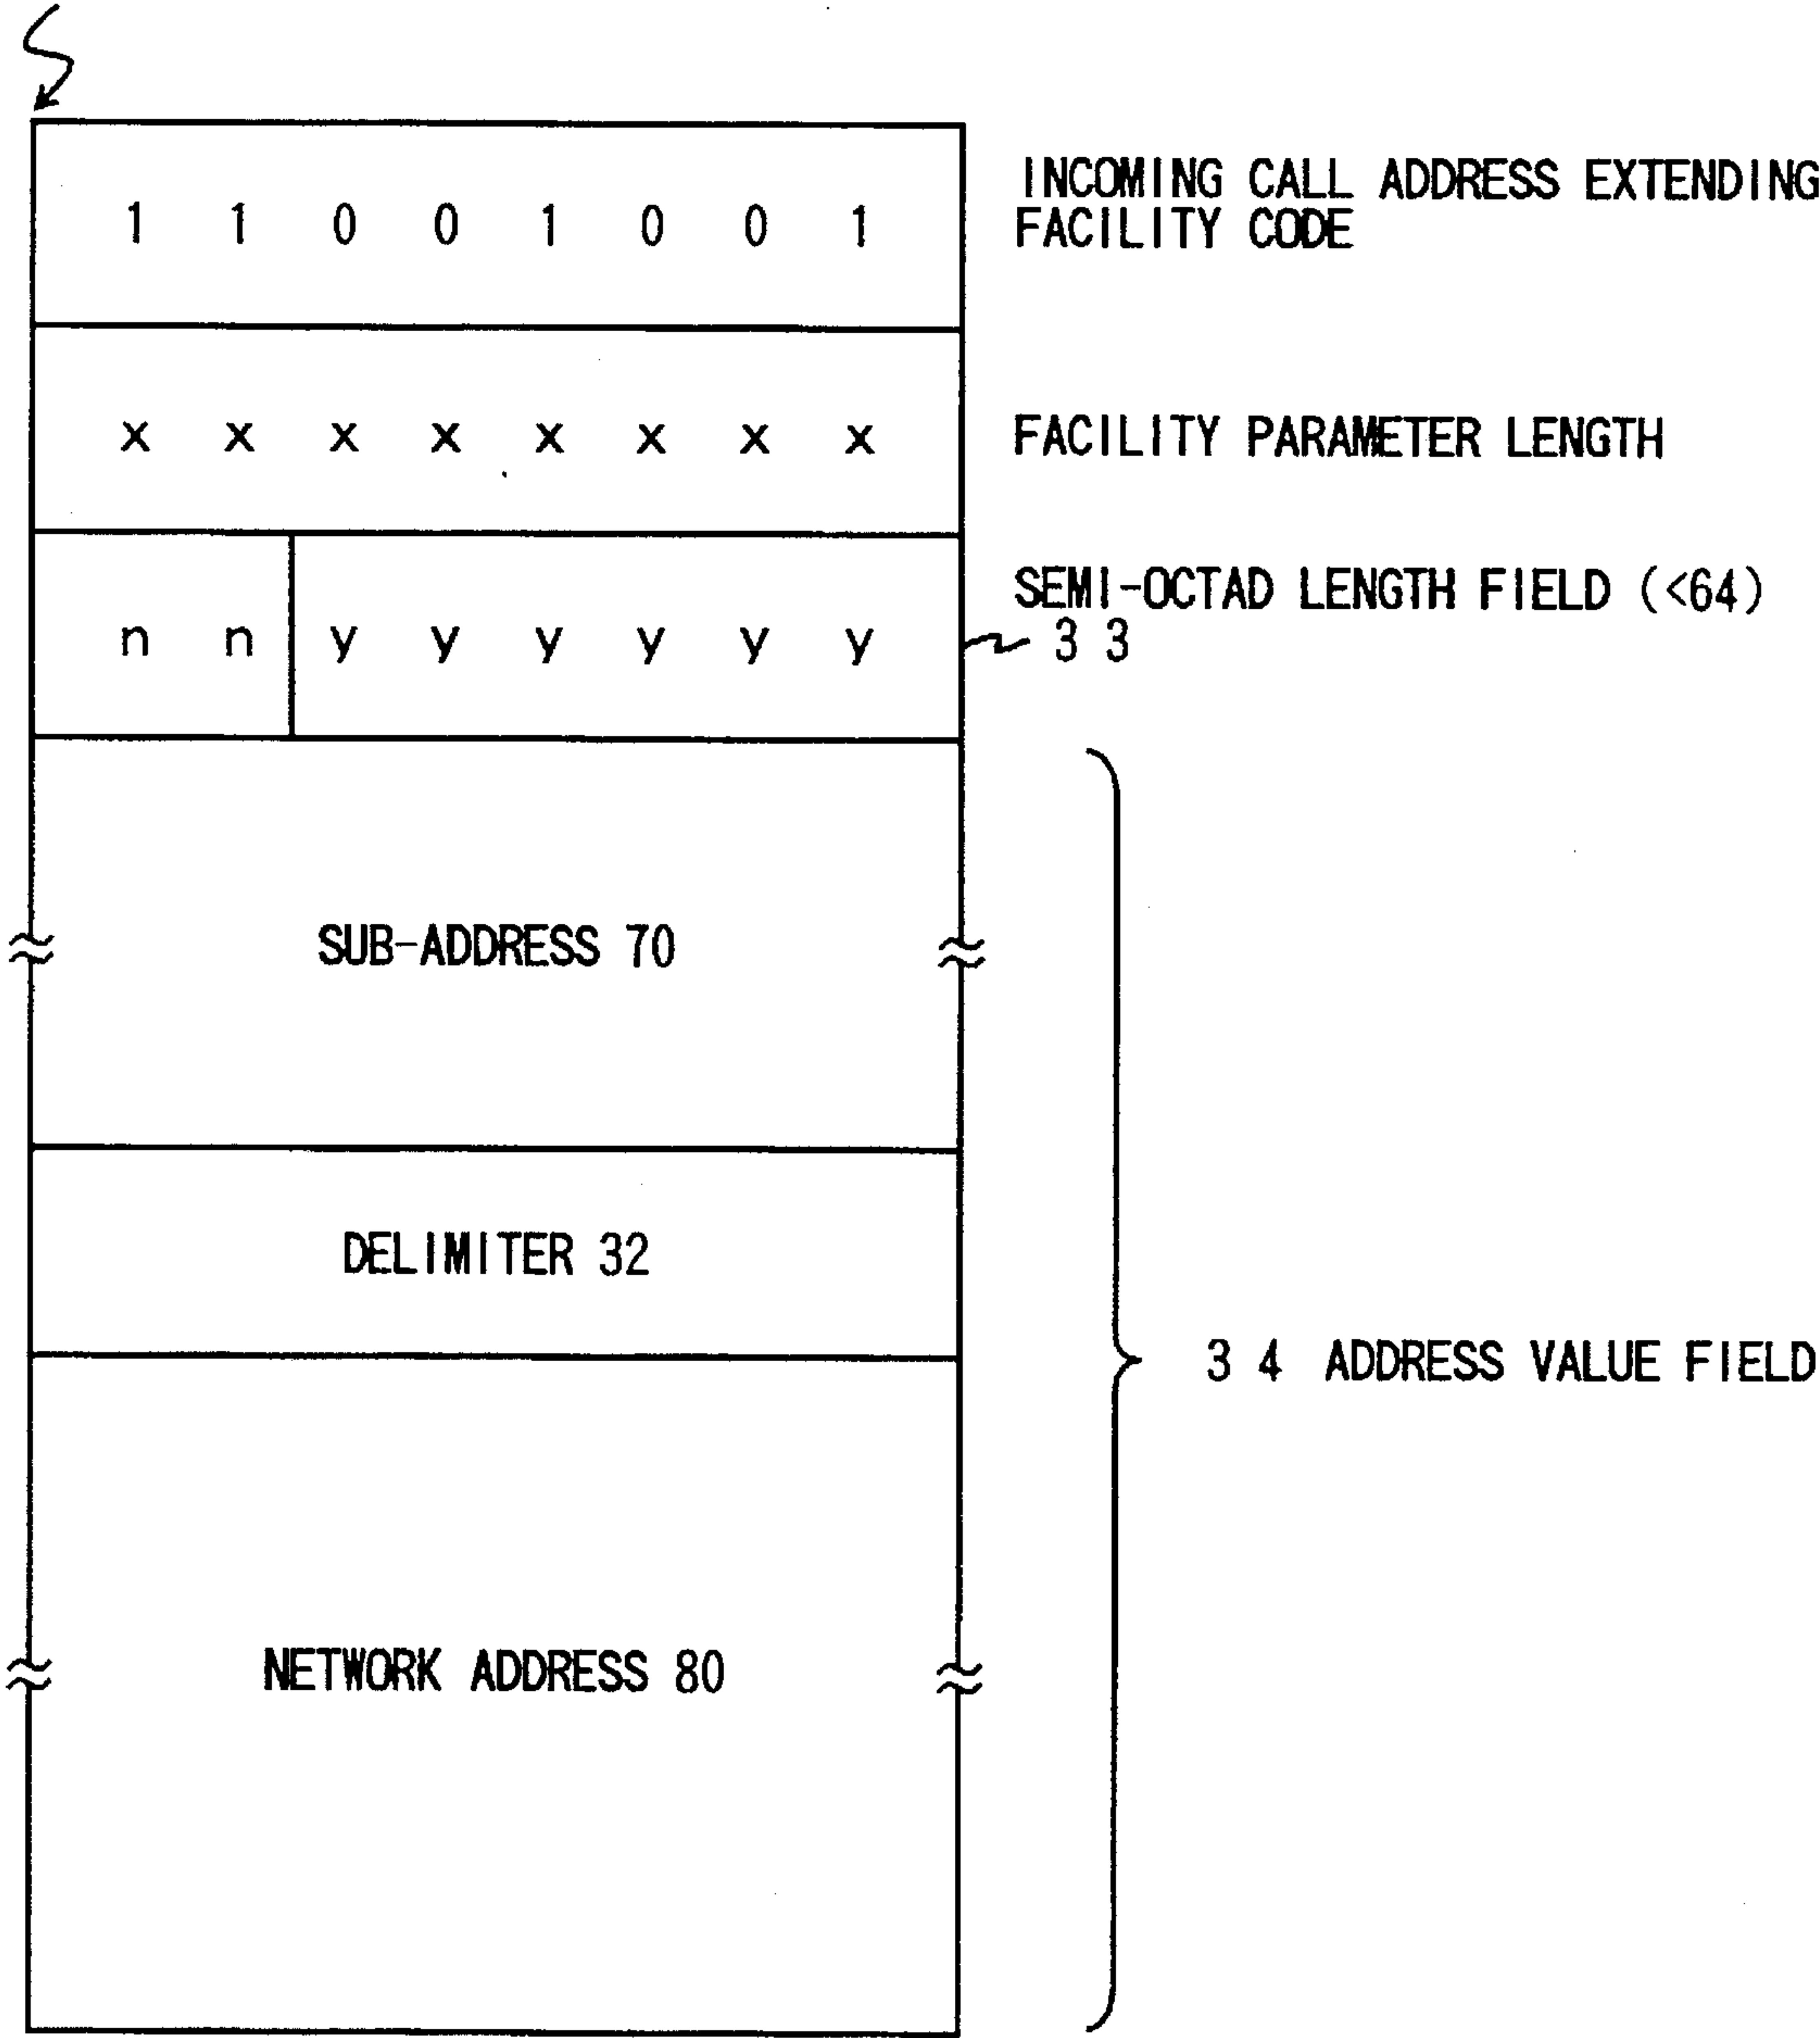 1 1 0 0 1 0 0 1
INCOMING CALL ADDRESS EXTENDING
FACILITY CODE
x x x x x x x x
FACILITY PARAMETER LENGTH
n n y y y y y y
SEMI-OCTAD LENGTH FIELD (<64)
3 3
SUB-ADDRESS 70
DELIMITER 32
3 4 ADDRESS VALUE FIELD
NETWORK ADDRESS 80